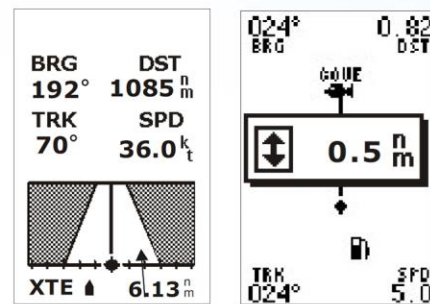 BRG DST
192° 1085 nm
TRK SPD
70° 36.0 kt
XTE 6.13 nm
024° 0.82
BRG DST
GOUE
0.5 nm
TRK SPD
024° 5.0